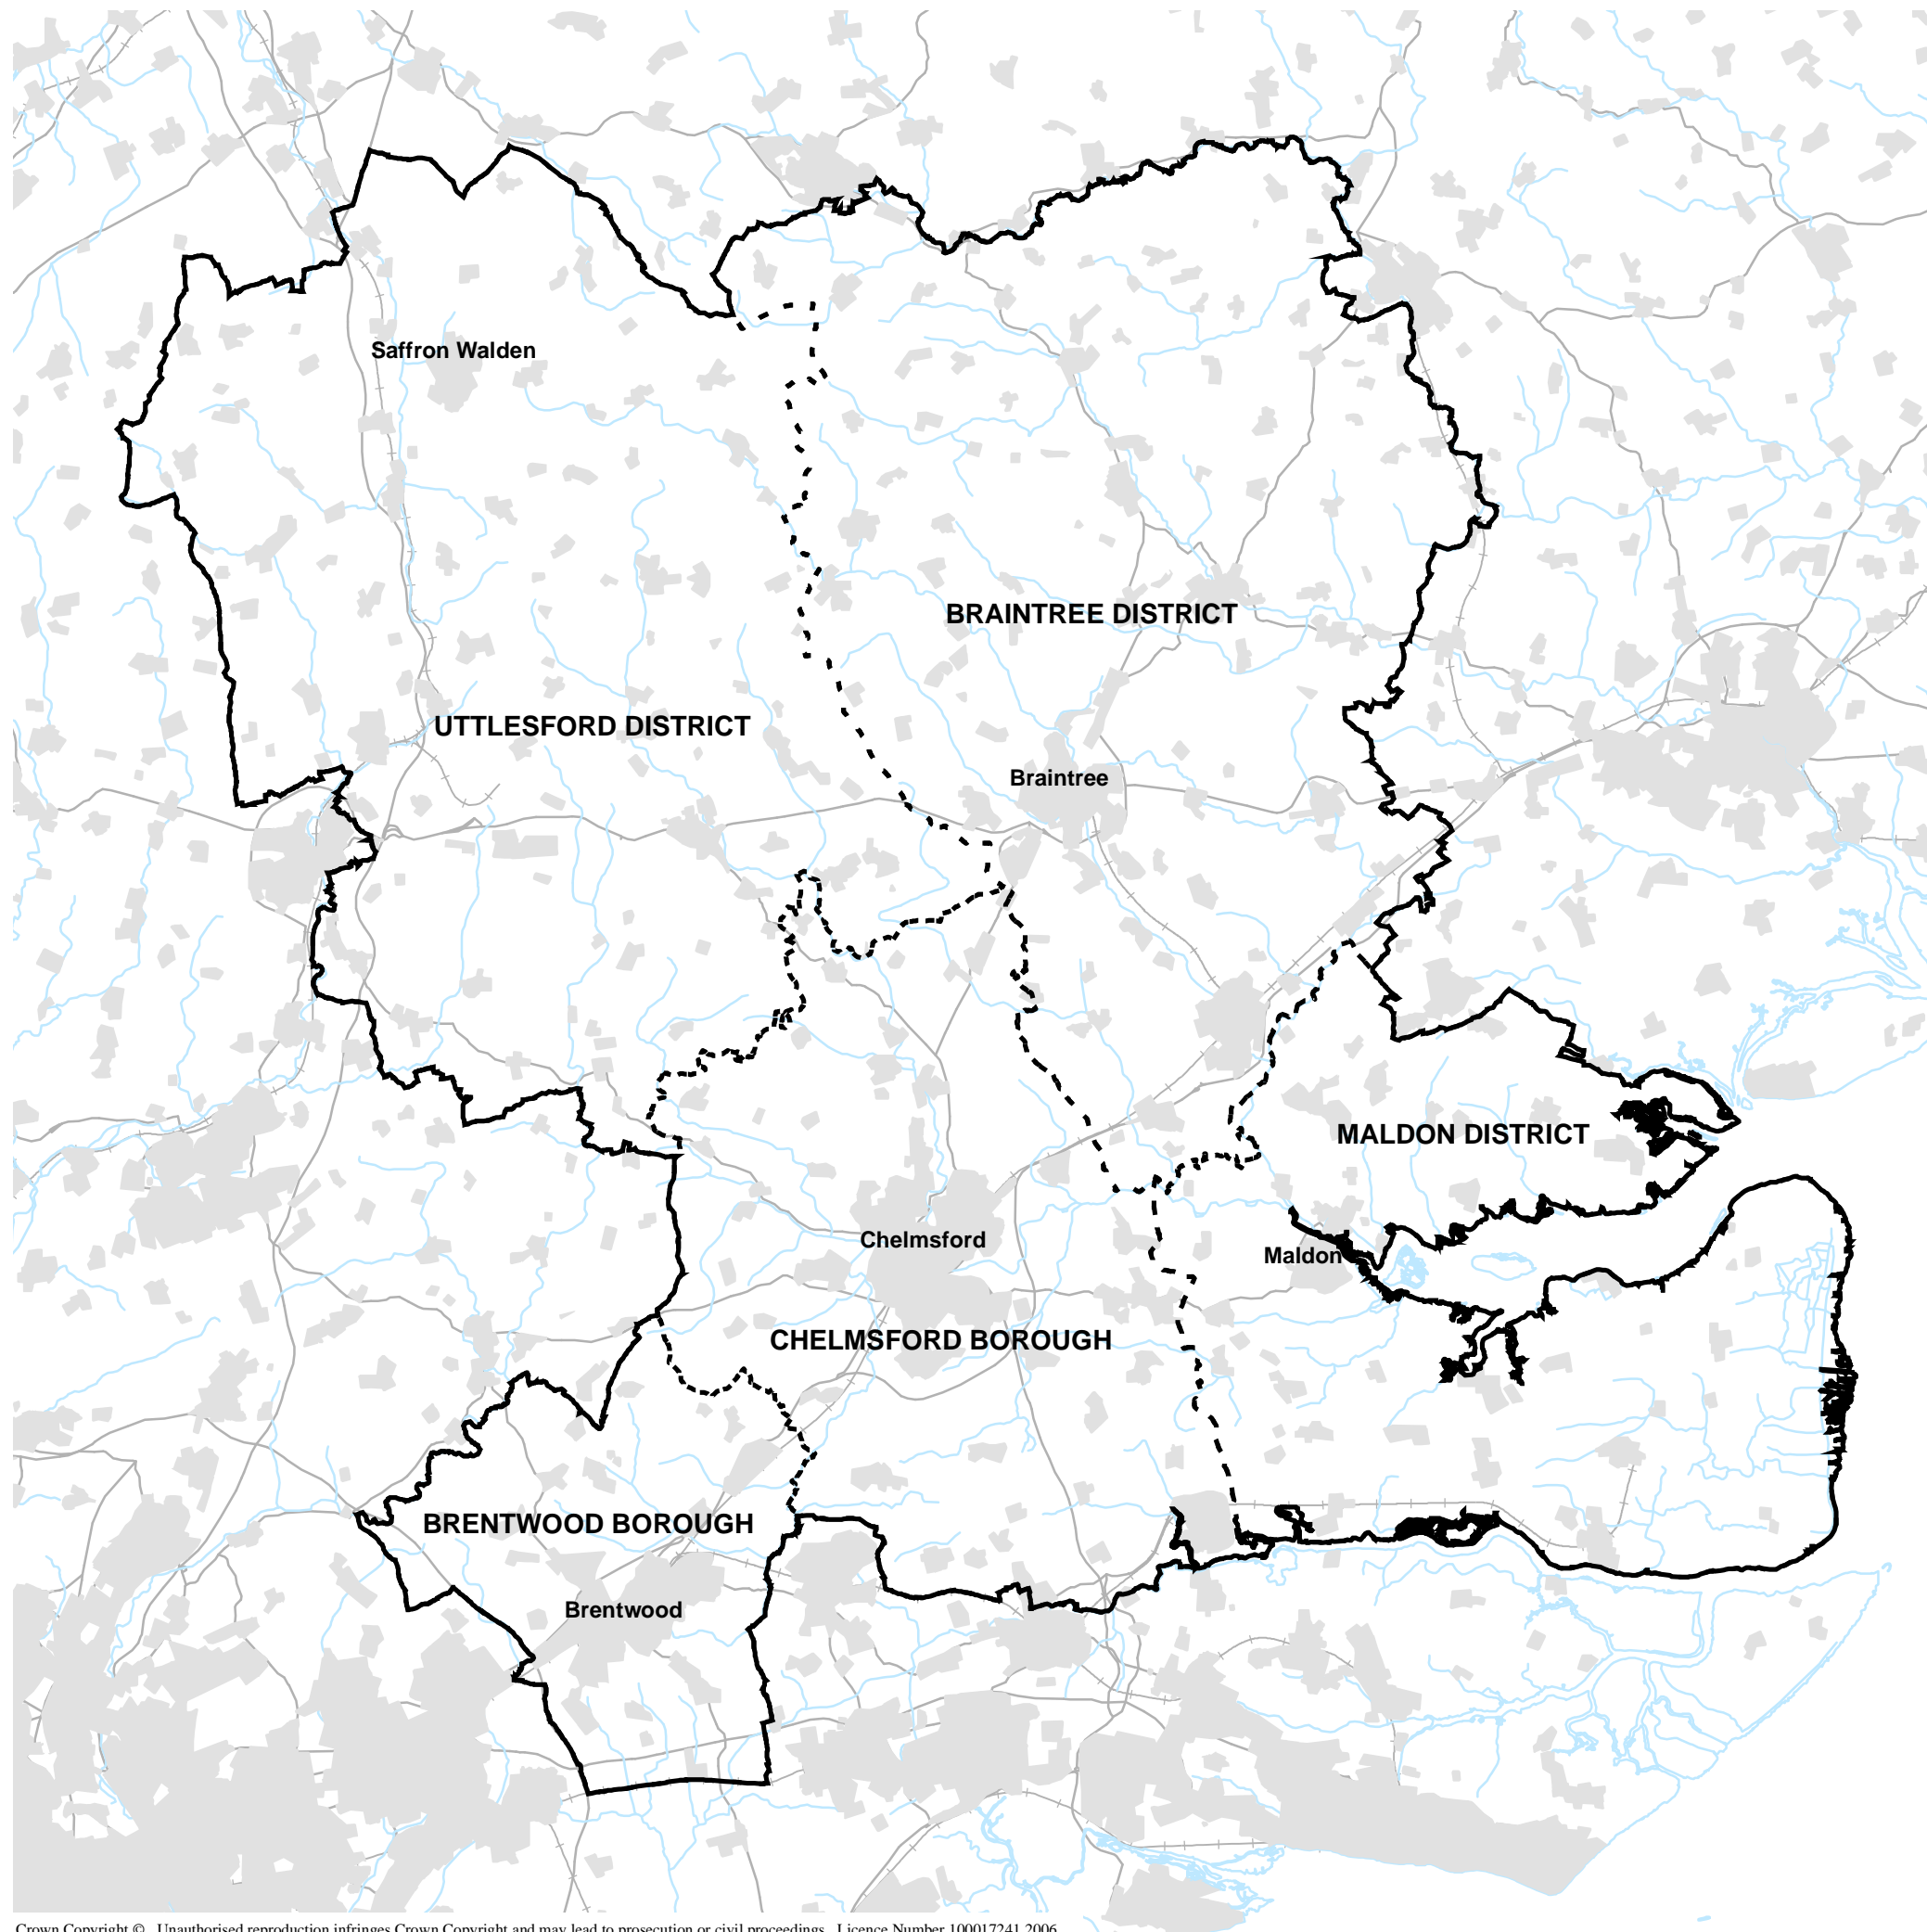 Saffron Walden
BRAINTREE DISTRICT
UTTLESFORD DISTRICT
Braintree
MALDON DISTRICT
Chelmsford
Maldon
CHELMSFORD BOROUGH
BRENTWOOD BOROUGH
Brentwood
Crown Copyright © . Unauthorised reproduction infringes Crown Copyright and may lead to prosecution or civil proceedings . Licence Number 100017241 2006